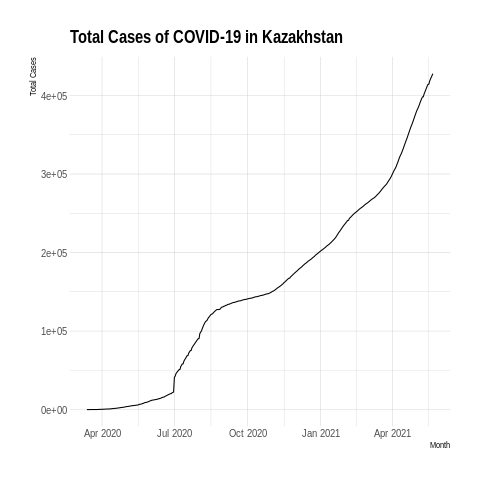 Total Cases of COVID-19 in Kazakhstan
Total Cases
4e+05
3e+05
2e+05
1e+05
0e+00
Apr 2020 Jul 2020 Oct 2020 Jan 2021 Apr 2021
Month